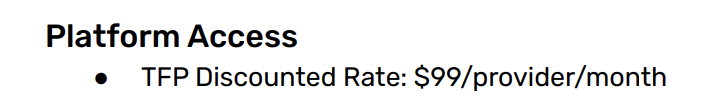 Platform Access
● TFP Discounted Rate: $99/provider/month